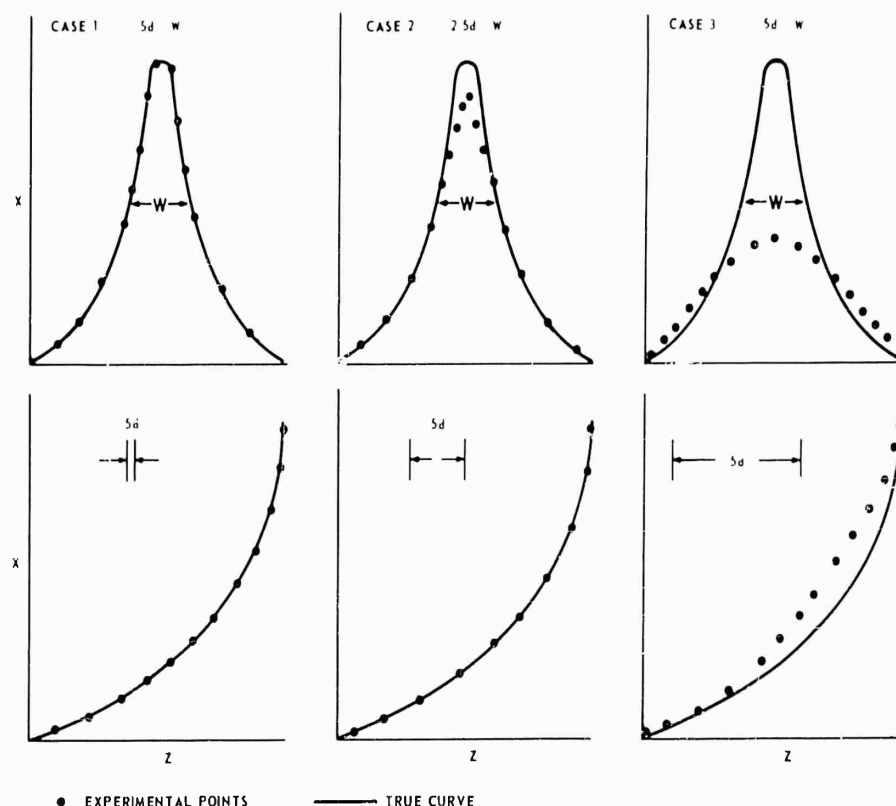 CASE 1 5d W
CASE 2 2 5d W
CASE 3 5d W
X
W
W
W
5d
5d
5d
X
Z
Z
Z
EXPERIMENTAL POINTS
TRUE CURVE